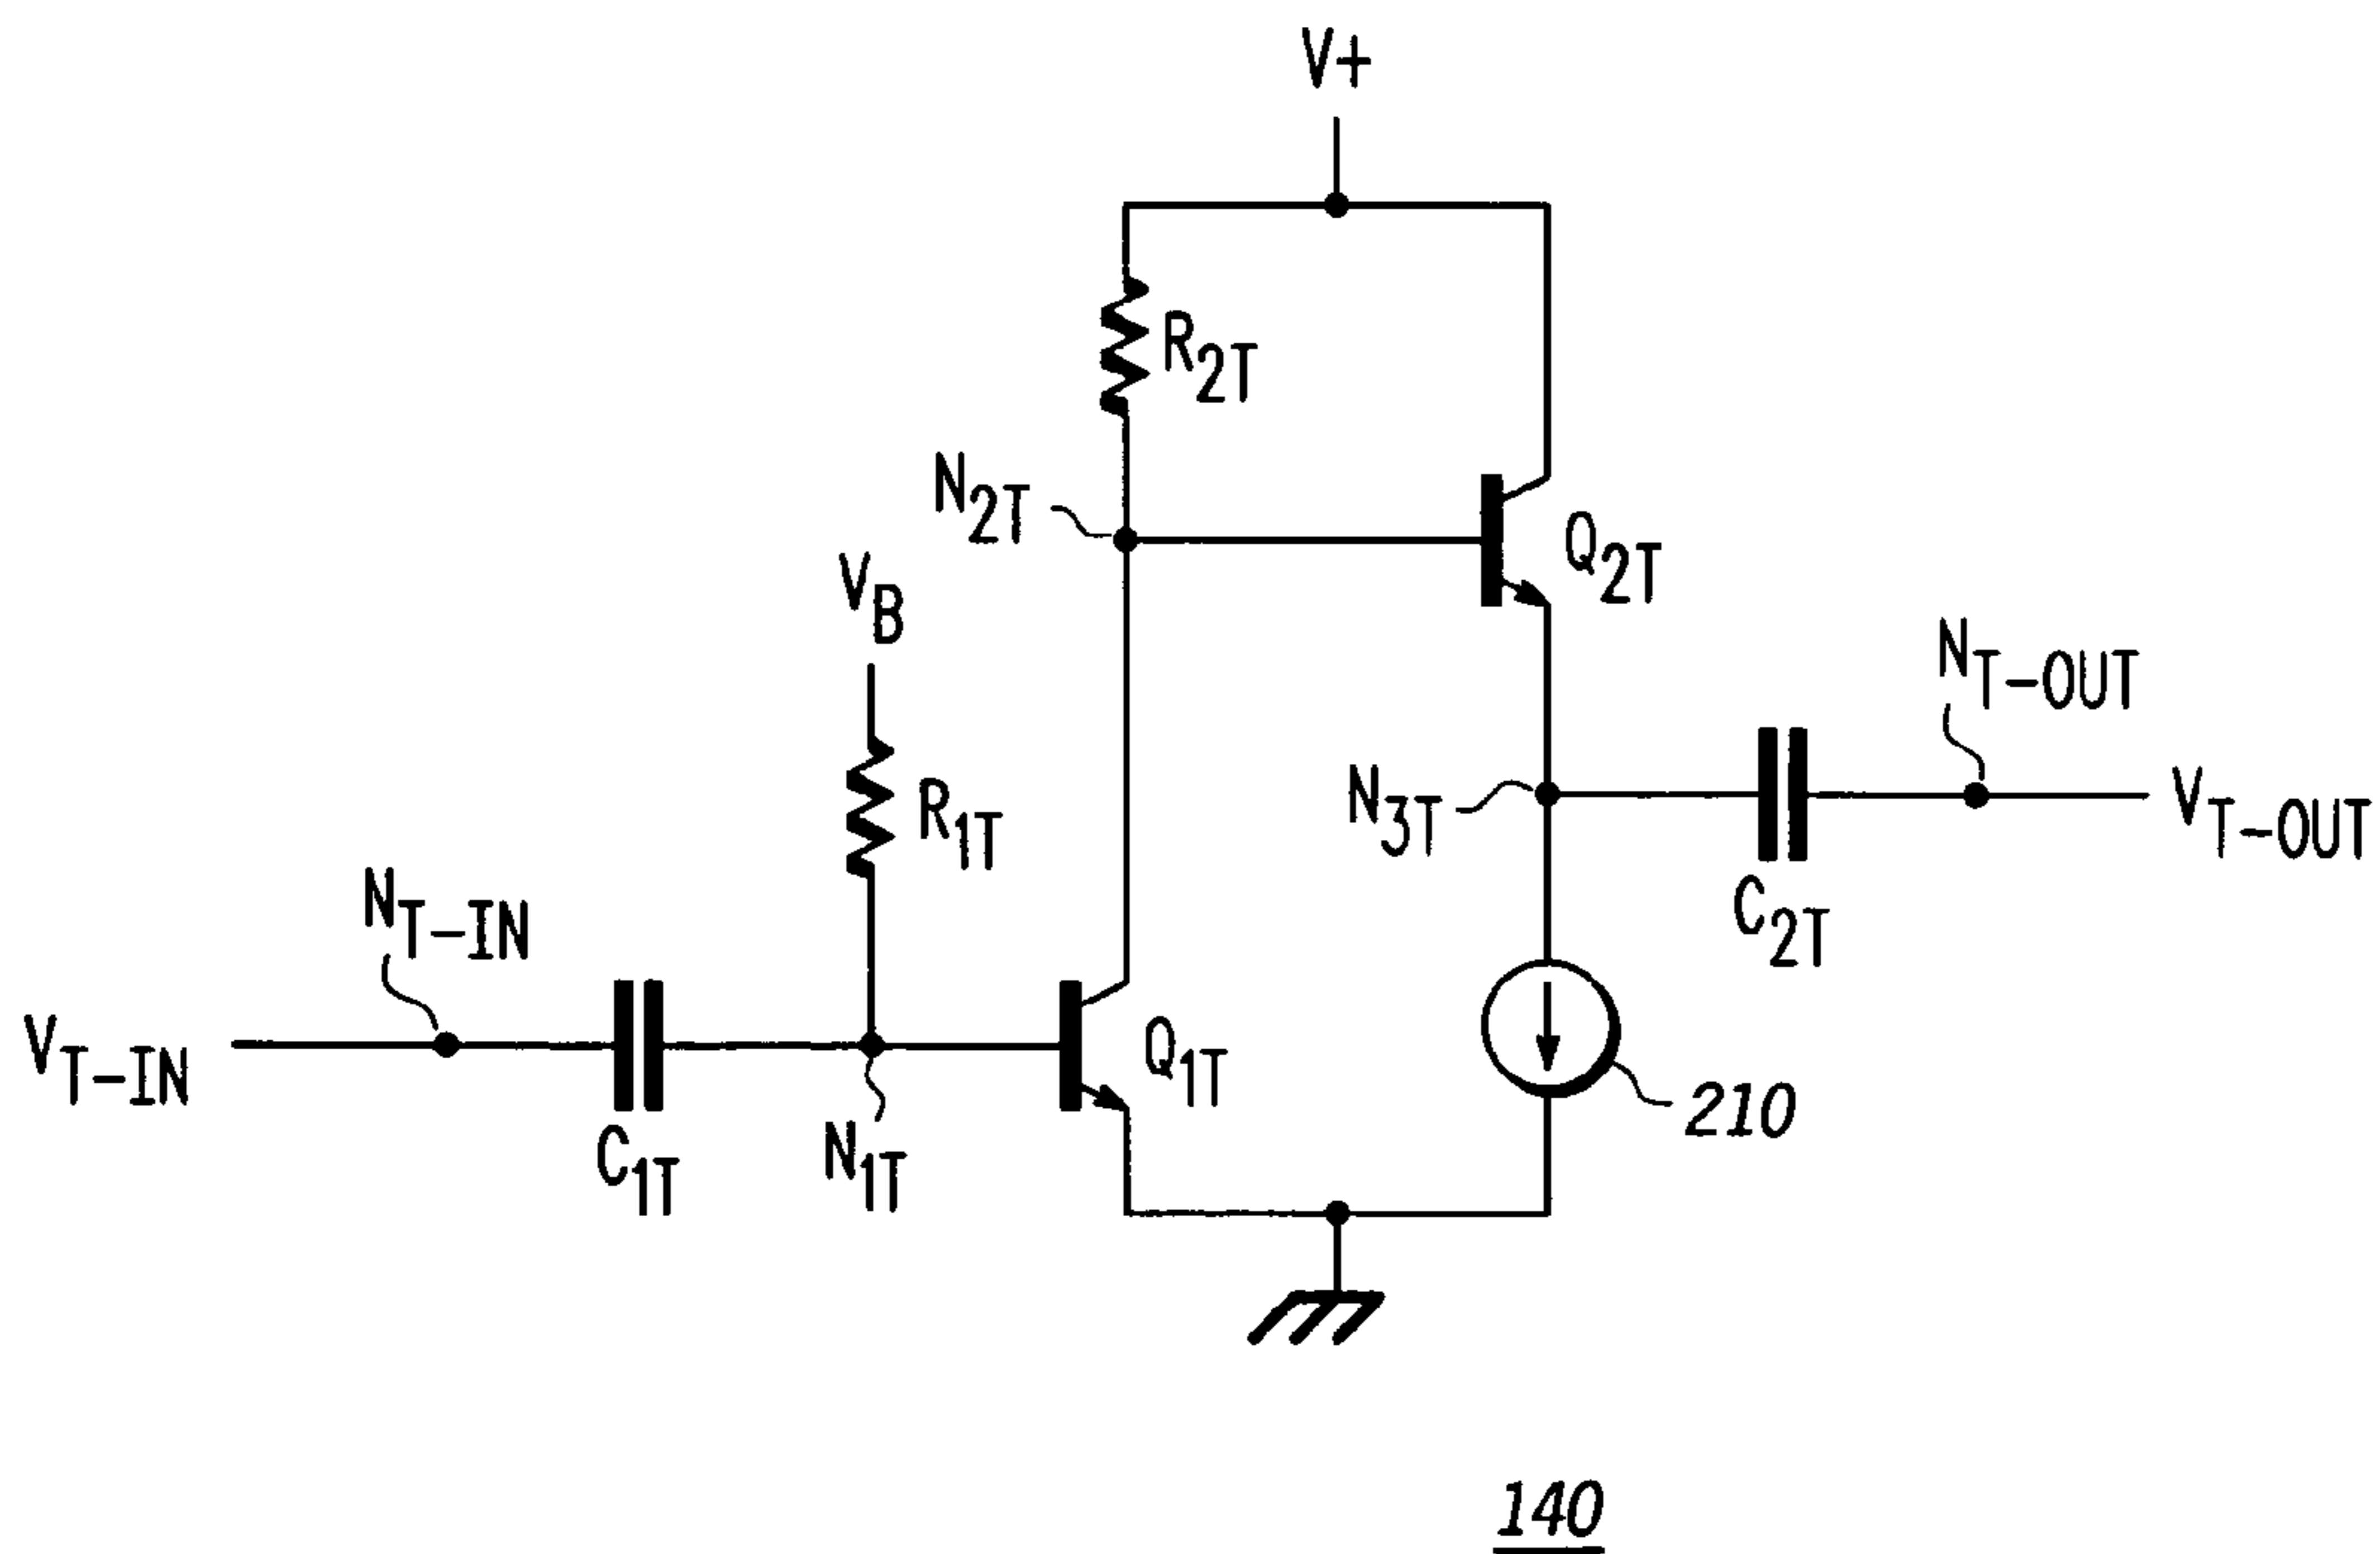 V+
R2T
N2T
Q2T
VB
NT-OUT
R1T
N3T
VT-OUT
NT-IN
C2T
VT-IN
Q1T
210
C1T
N1T
140